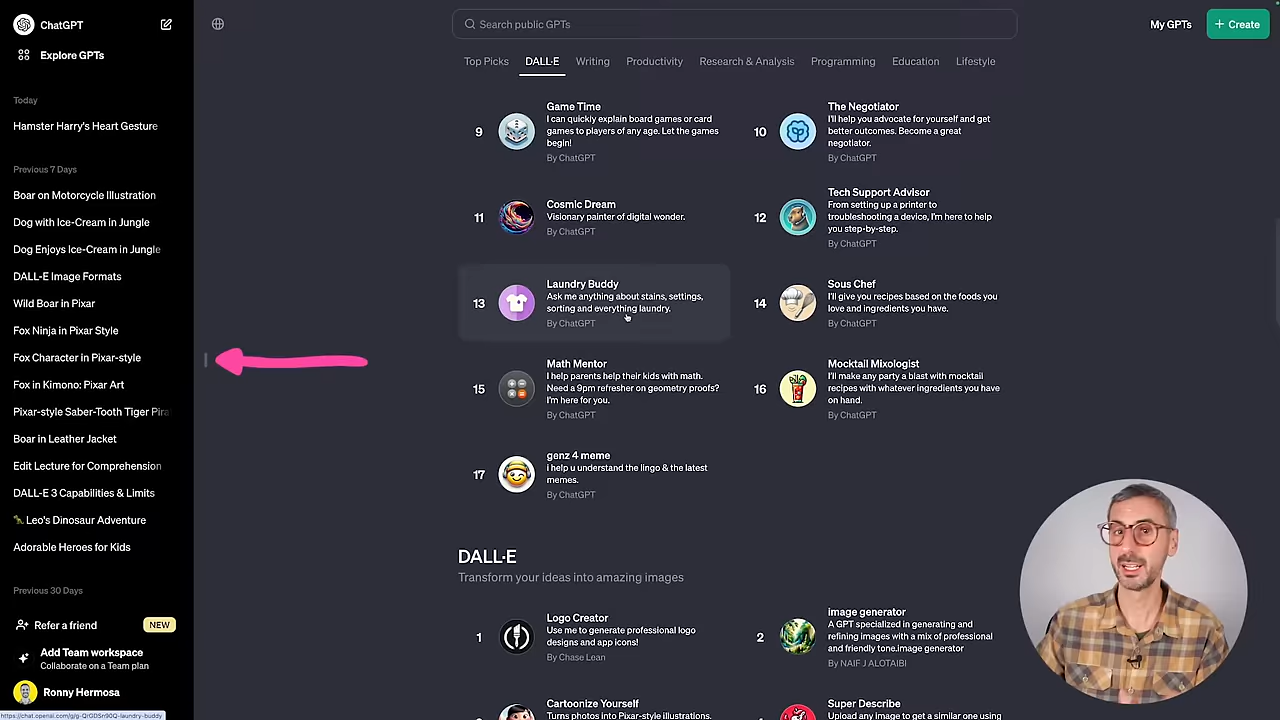 ChatGPT
Explore GPTs
Today
Hamster Harry's Heart Gesture
Previous 7 Days
Boar on Motorcycle Illustration
Dog with Ice-Cream in Jungle
Dog Enjoys Ice-Cream in Jungle
DALL-E Image Formats
Wild Boar in Pixar
Fox Ninja in Pixar Style
Fox Character in Pixar-style
Fox in Kimono: Pixar Art
Pixar-style Saber-Tooth Tiger Pira
Boar in Leather Jacket
Edit Lecture for Comprehension
DALL-E 3 Capabilities & Limits
🦕 Leo's Dinosaur Adventure
Adorable Heroes for Kids
Previous 30 Days
Refer a friend
NEW
Add Team workspace
Collaborate on a Team plan
Ronny Hermosa
https://chat.openai.com/g/g-QrGDSn90Q-laundry-buddy
Search public GPTs
My GPTs
+ Create
Top Picks
DALL·E
Writing
Productivity
Research & Analysis
Programming
Education
Lifestyle
9
Game Time
I can quickly explain board games or card
games to players of any age. Let the games
begin!
By ChatGPT
10
The Negotiator
I'll help you advocate for yourself and get
better outcomes. Become a great
negotiator.
By ChatGPT
11
Cosmic Dream
Visionary painter of digital wonder.
By ChatGPT
12
Tech Support Advisor
From setting up a printer to
troubleshooting a device, I'm here to help
you step-by-step.
By ChatGPT
13
Laundry Buddy
Ask me anything about stains, settings,
sorting and everything laundry.
By ChatGPT
14
Sous Chef
I'll give you recipes based on the foods you
love and ingredients you have.
By ChatGPT
15
Math Mentor
I help parents help their kids with math.
Need a 9pm refresher on geometry proofs?
I'm here for you.
By ChatGPT
16
Mocktail Mixologist
I'll make any party a blast with mocktail
recipes with whatever ingredients you have
on hand.
By ChatGPT
17
genz 4 meme
i help u understand the lingo & the latest
memes.
By ChatGPT
DALL·E
Transform your ideas into amazing images
1
Logo Creator
Use me to generate professional logo
designs and app icons!
By Chase Lean
2
image generator
A GPT specialized in generating and
refining images with a mix of professional
and friendly tone.image generator
By NAIF J ALOTAIBI
Cartoonize Yourself
Turns photos into Pixar-style illustrations.
Super Describe
Upload any image to get a similar one using